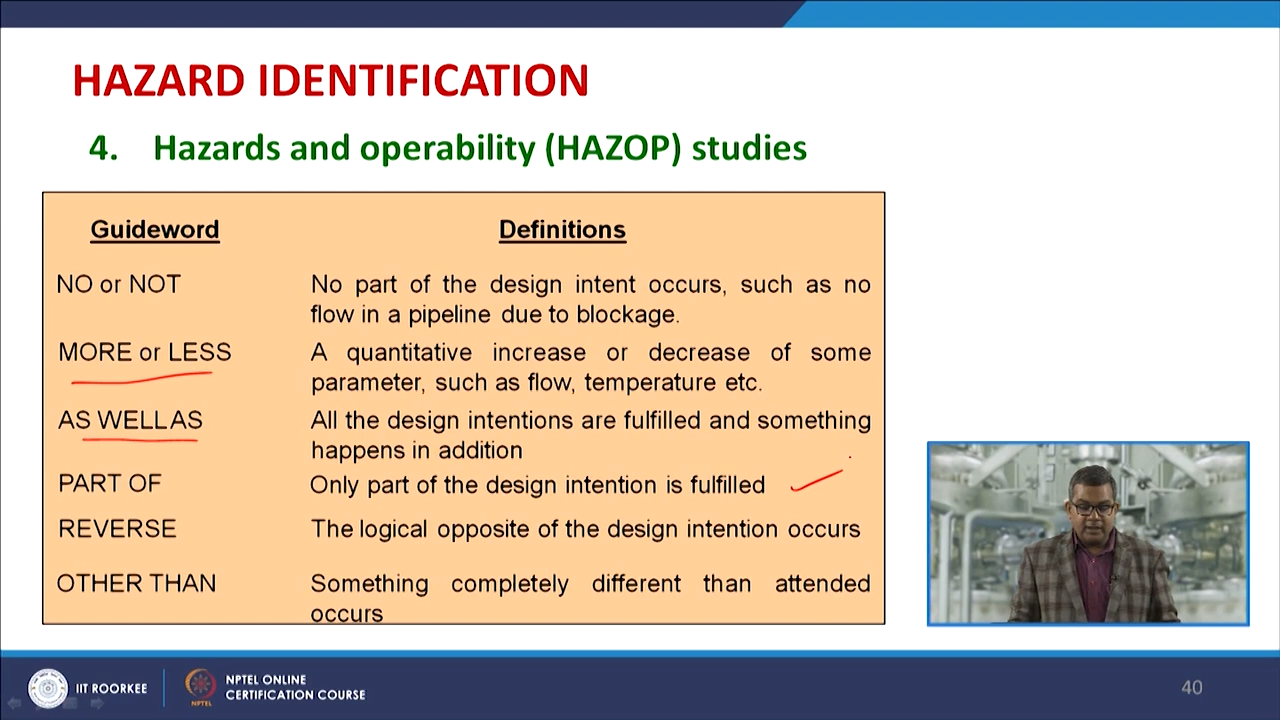 HAZARD IDENTIFICATION
4. Hazards and operability (HAZOP) studies
Guideword Definitions
NO or NOT No part of the design intent occurs, such as no
flow in a pipeline due to blockage.
MORE or LESS A quantitative increase or decrease of some
parameter, such as flow, temperature etc.
AS WELL AS All the design intentions are fulfilled and something
happens in addition
PART OF Only part of the design intention is fulfilled
REVERSE The logical opposite of the design intention occurs
OTHER THAN Something completely different than attended
occurs
IIT ROORKEE
NPTEL
NPTEL ONLINE
CERTIFICATION COURSE
40